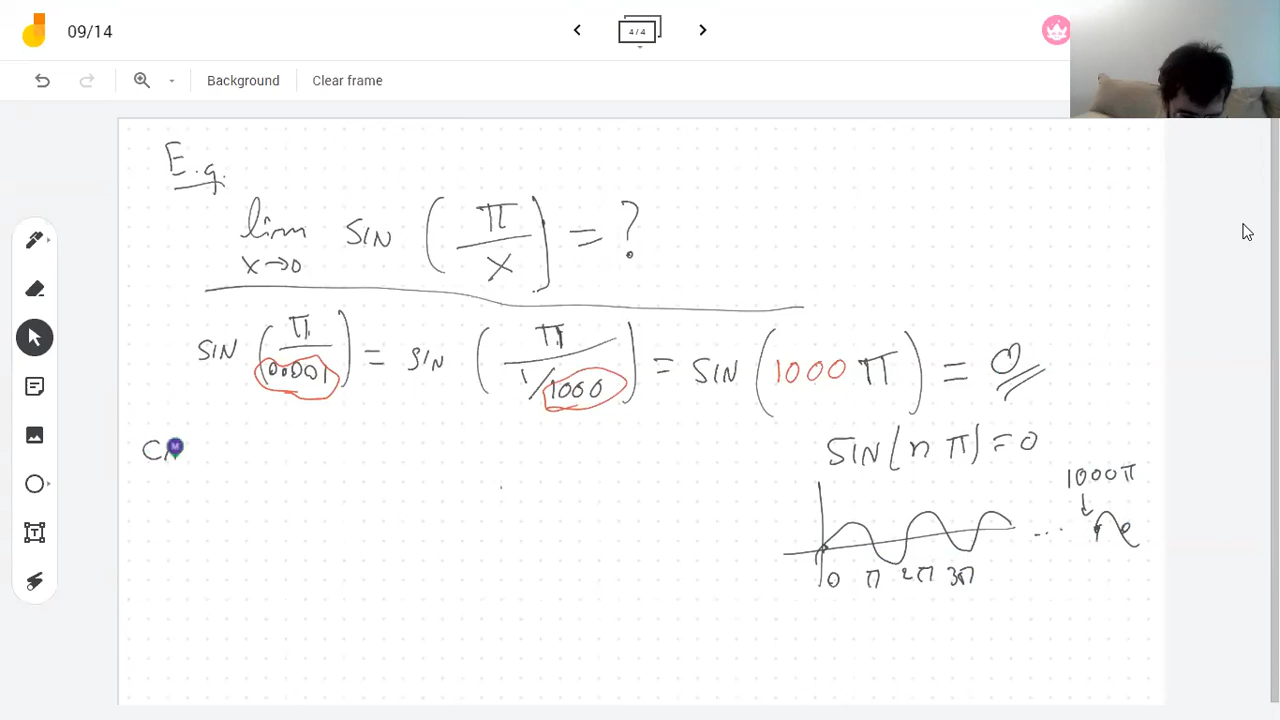 09/14
4/4
Background
Clear frame
E.g.
lim x→0 SIN (π/x) = ?
SIN (π/0.0001) = SIN (π/1/1000) = SIN (1000 π) = 0
SIN(n π) = 0
1000π
...
0 π 2π 3π
M